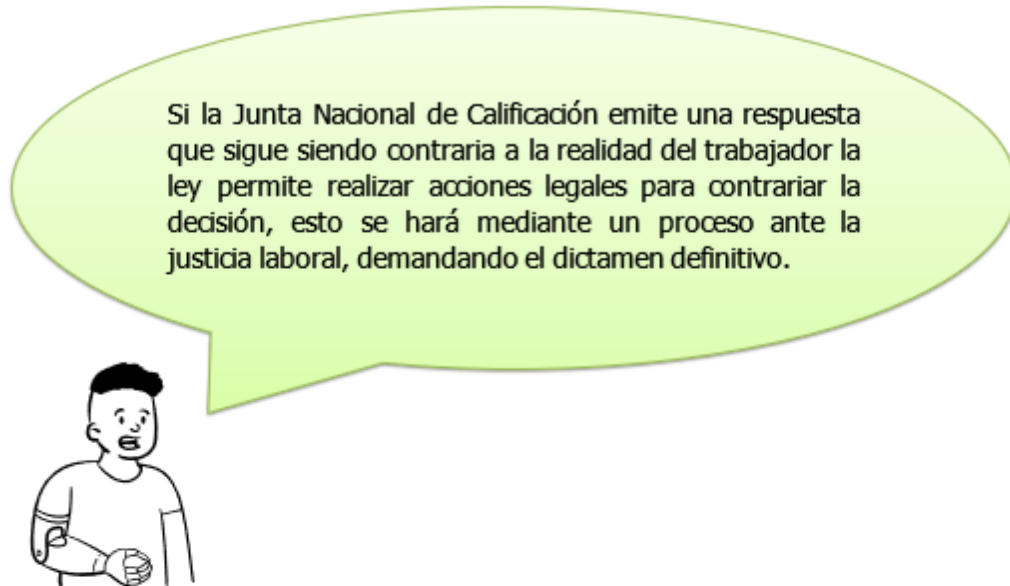 Si la Junta Nacional de Calificación emite una respuesta
que sigue siendo contraria a la realidad del trabajador la
ley permite realizar acciones legales para contrariar la
decisión, esto se hará mediante un proceso ante la
justicia laboral, demandando el dictamen definitivo.